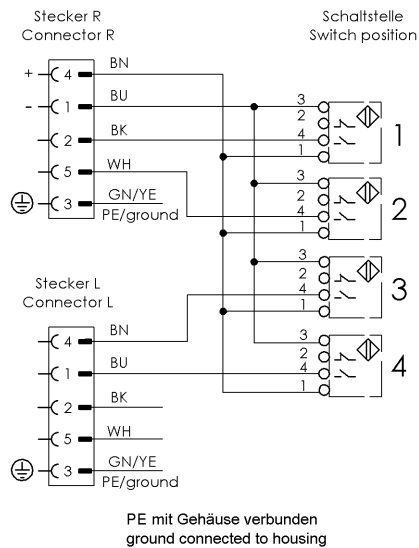 Stecker R
Connector R
Schaltstelle
Switch position
+ 4 BN
- 1 BU
2 BK
5 WH
3 GN/YE
PE/ground
3
2
4
1
1
3
2
4
1
2
3
2
4
1
3
3
2
4
1
4
Stecker L
Connector L
4 BN
1 BU
2 BK
5 WH
3 GN/YE
PE/ground
PE mit Gehäuse verbunden
ground connected to housing